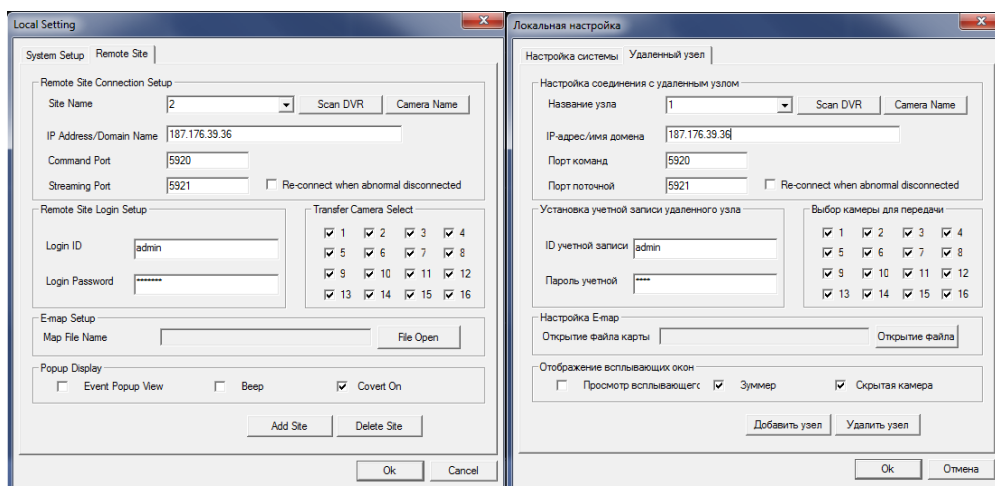 Local Setting
System Setup Remote Site
Remote Site Connection Setup
Site Name 2 Scan DVR Camera Name
IP Address/Domain Name 187.176.39.36
Command Port 5920
Streaming Port 5921 Re-connect when abnormal disconnected
Remote Site Login Setup Transfer Camera Select
1 2 3 4
Login ID admin 5 6 7 8
Login Password ******* 9 10 11 12
13 14 15 16
E-map Setup
Map File Name File Open
Popup Display
Event Popup View Beep Covert On
Add Site Delete Site
Ok Cancel
Локальная настройка
Настройка системы Удаленный узел
Настройка соединения с удаленным узлом
Название узла 1 Scan DVR Camera Name
IP-адрес/имя домена 187.176.39.36
Порт команд 5920
Порт поточной 5921 Re-connect when abnormal disconnected
Установка учетной записи удаленного узла Выбор камеры для передачи
1 2 3 4
ID учетной записи admin 5 6 7 8
Пароль учетной **** 9 10 11 12
13 14 15 16
Настройка E-map
Открытие файла карты Открытие файла
Отображение всплывающих окон
Просмотр всплывающег Зуммер Скрытая камера
Добавить узел Удалить узел
Ok Отмена